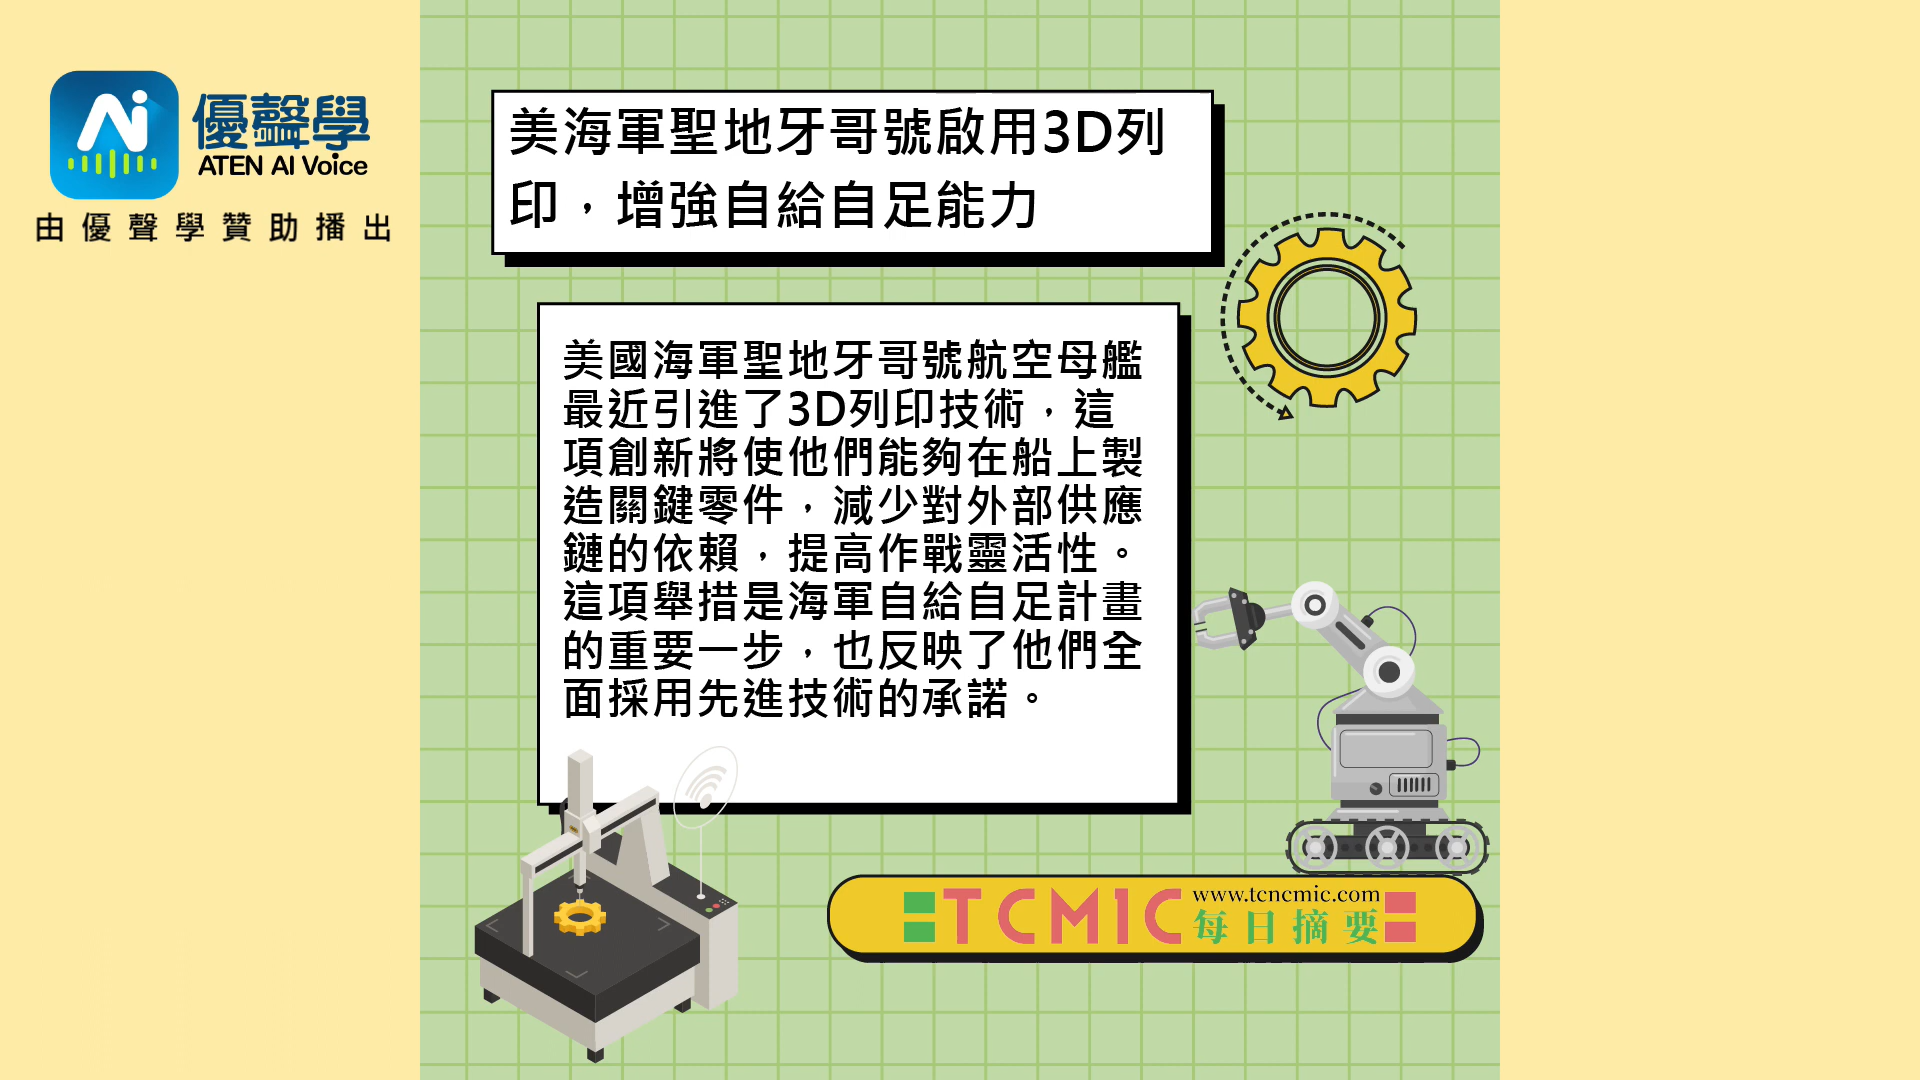 Ai
優聲學
ATEN AI Voice
由優聲學贊助播出
美海軍聖地牙哥號啟用3D列
印，增強自給自足能力
美國海軍聖地牙哥號航空母艦
最近引進了3D列印技術，這
項創新將使他們能夠在船上製
造關鍵零件，減少對外部供應
鏈的依賴，提高作戰靈活性。
這項舉措是海軍自給自足計畫
的重要一步，也反映了他們全
面採用先進技術的承諾。
TCMIC
www.tcncmic.com
每日摘要